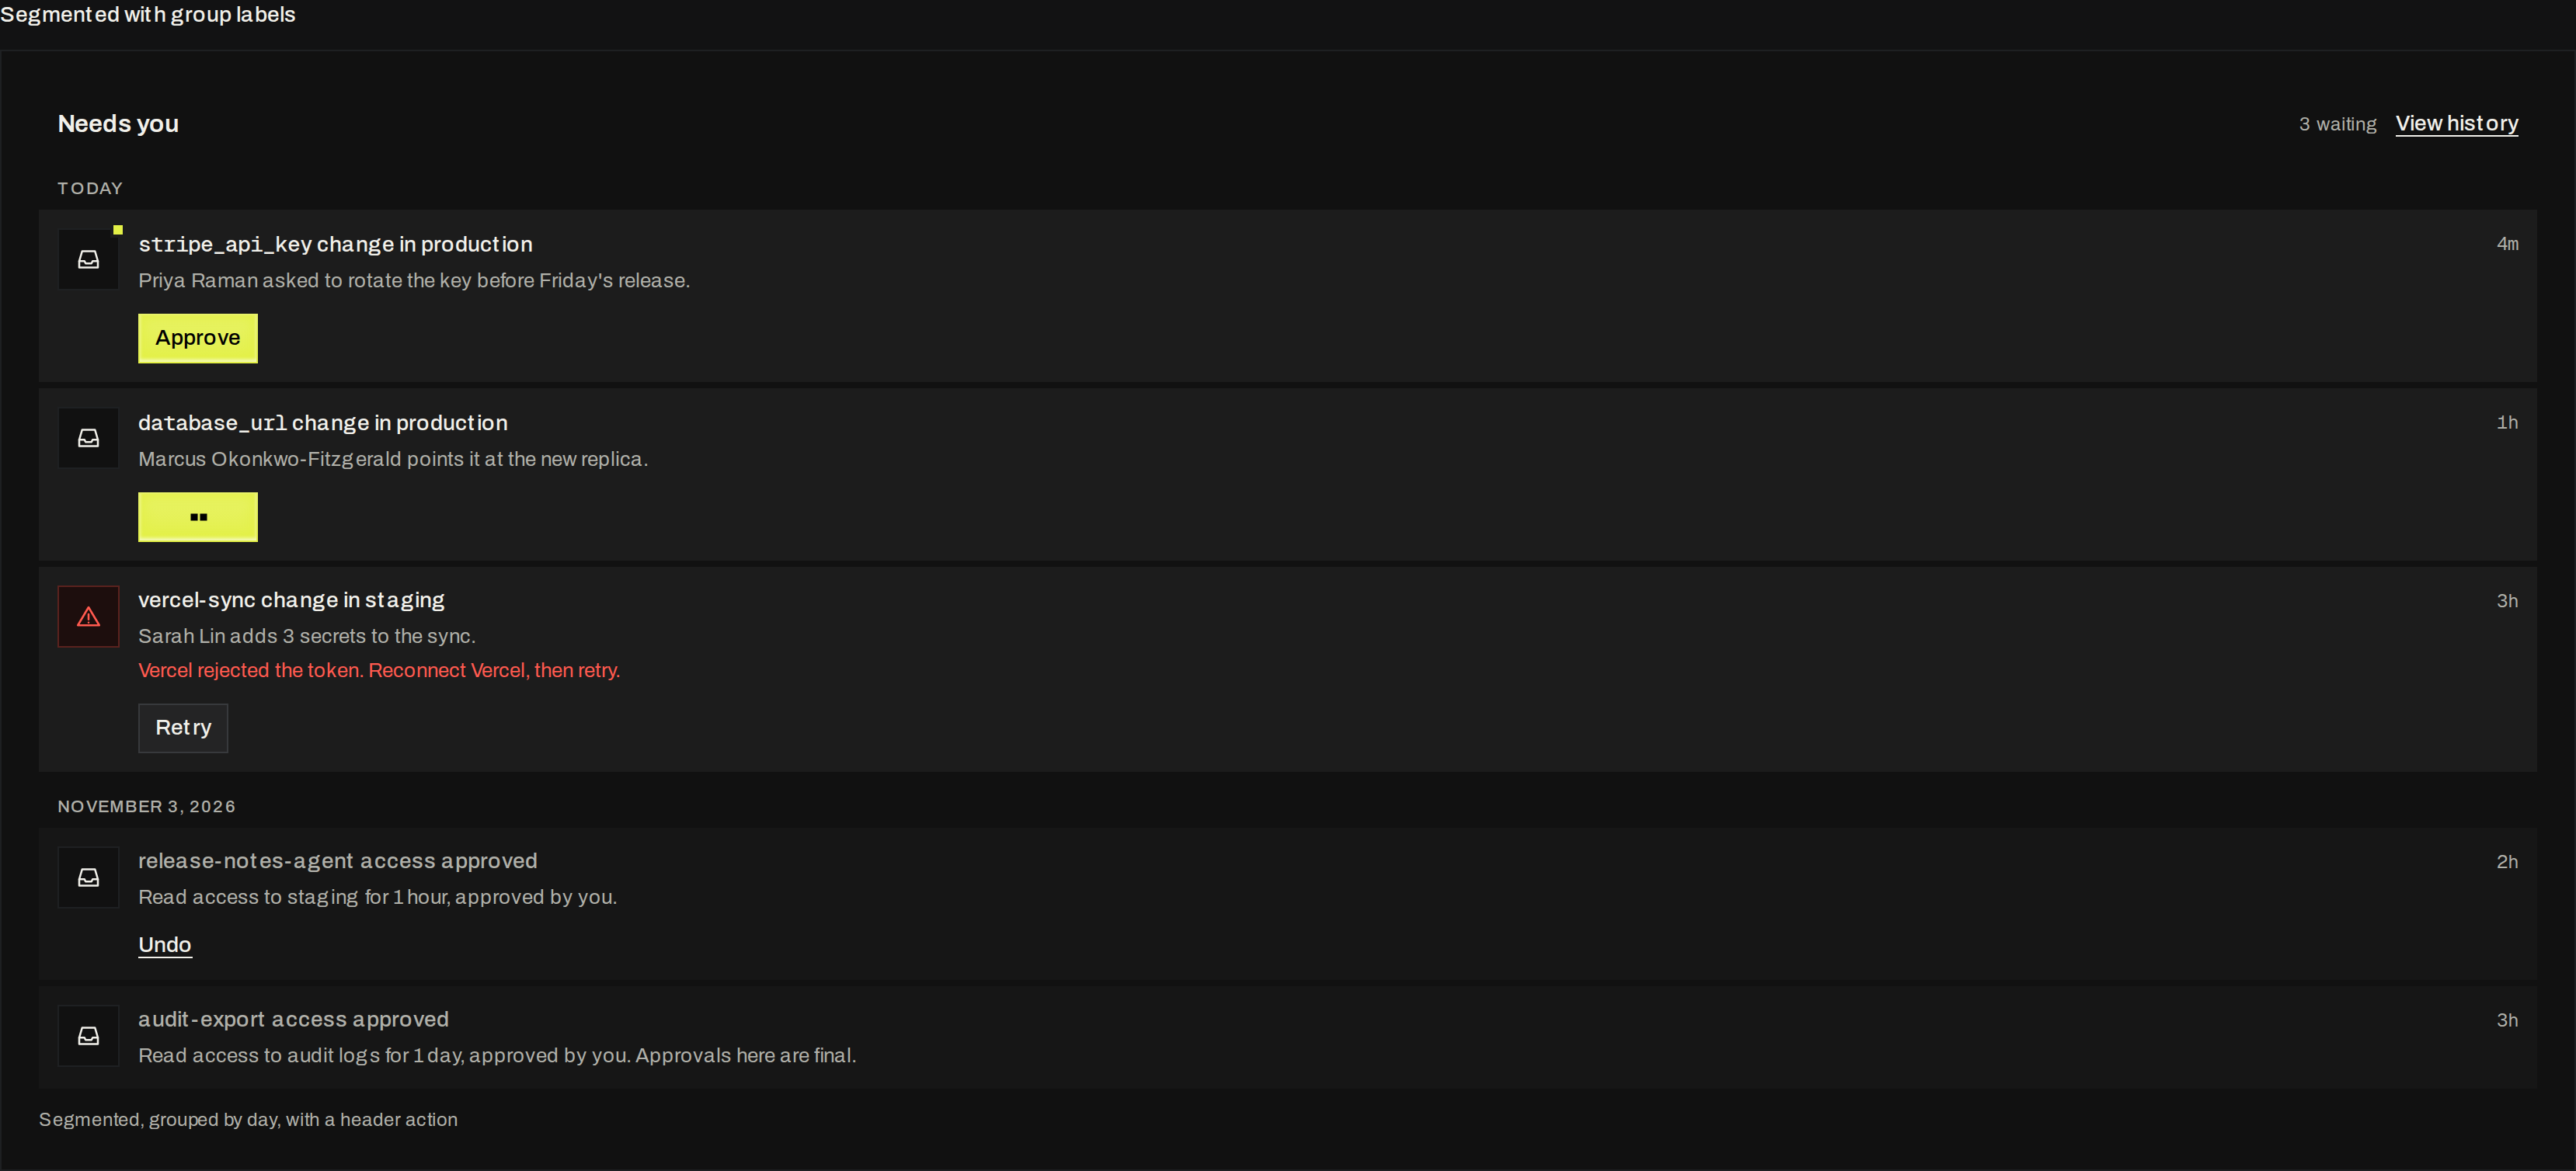 Segmented with group labels
Needs you
3 waiting View history
TODAY
stripe_api_key change in production
4m
Priya Raman asked to rotate the key before Friday's release.
Approve
database_url change in production
1h
Marcus Okonkwo-Fitzgerald points it at the new replica.
vercel-sync change in staging
3h
Sarah Lin adds 3 secrets to the sync.
Vercel rejected the token. Reconnect Vercel, then retry.
Retry
NOVEMBER 3, 2026
release-notes-agent access approved
2h
Read access to staging for 1 hour, approved by you.
Undo
audit-export access approved
3h
Read access to audit logs for 1 day, approved by you. Approvals here are final.
Segmented, grouped by day, with a header action